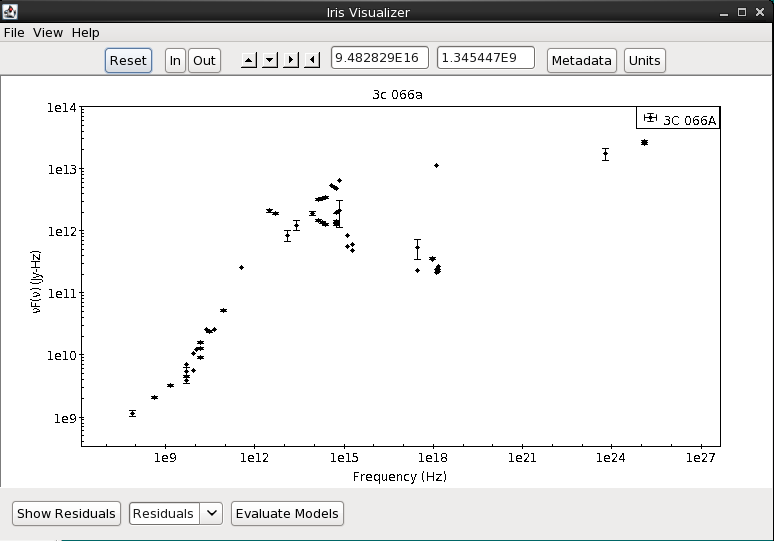 Iris Visualizer
File View Help
Reset In Out 9.482829E16 1.345447E9 Metadata Units
3c 066a
3C 066A
1e14
1e13
1e12
1e11
1e10
1e9
νF(ν) (Jy-Hz)
1e9 1e12 1e15 1e18 1e21 1e24 1e27
Frequency (Hz)
Show Residuals Residuals Evaluate Models